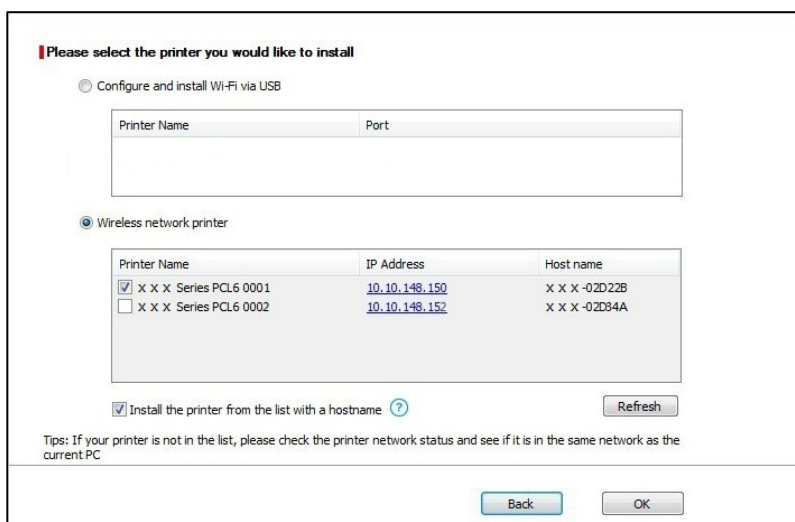 Please select the printer you would like to install
Configure and install Wi-Fi via USB
Printer Name Port
Wireless network printer
Printer Name IP Address Host name
X X X Series PCL6 0001 10.10.148.150 X X X -02D22B
X X X Series PCL6 0002 10.10.148.152 X X X -02D34A
Install the printer from the list with a hostname ? Refresh
Tips: If your printer is not in the list, please check the printer network status and see if it is in the same network as the
current PC
Back OK